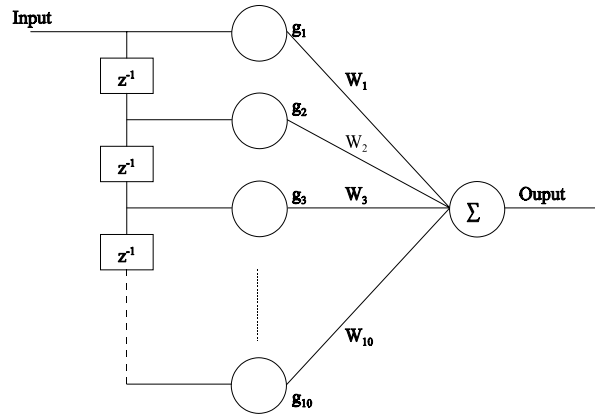 Input
g₁
z⁻¹
W₁
g₂
W₂
z⁻¹
g₃
W₃
Σ
Ouput
z⁻¹
W₁₀
g₁₀